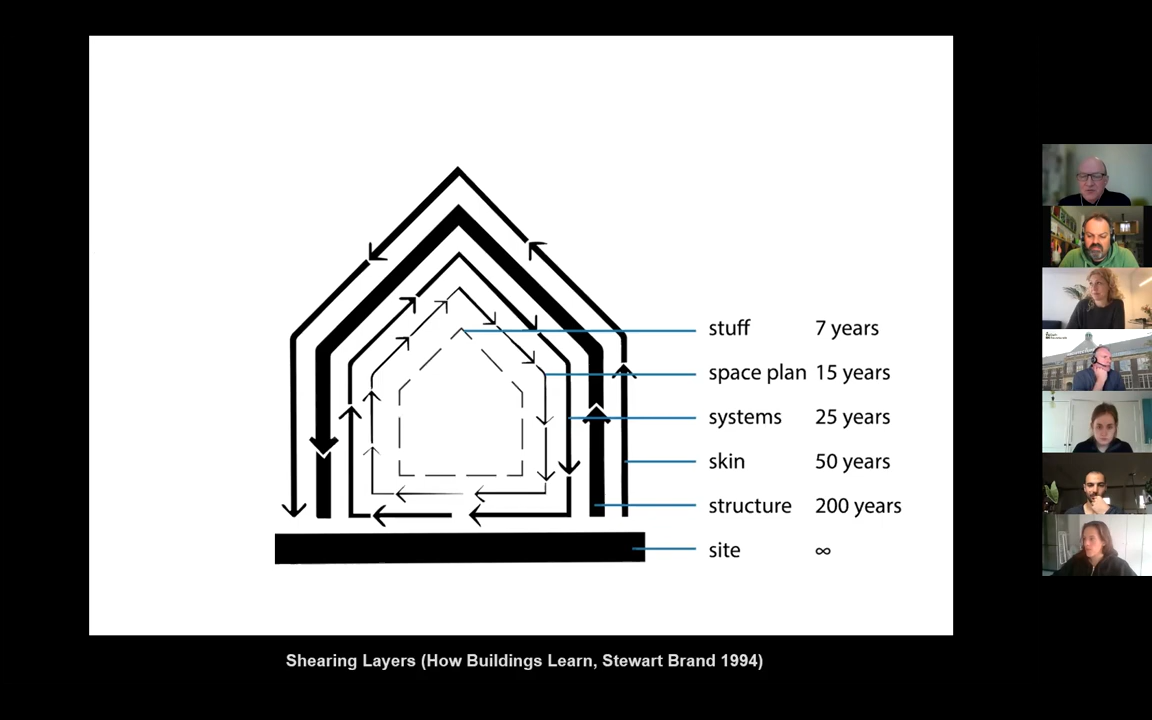 stuff 7 years
space plan 15 years
systems 25 years
skin 50 years
structure 200 years
site ∞
Shearing Layers (How Buildings Learn, Stewart Brand 1994)